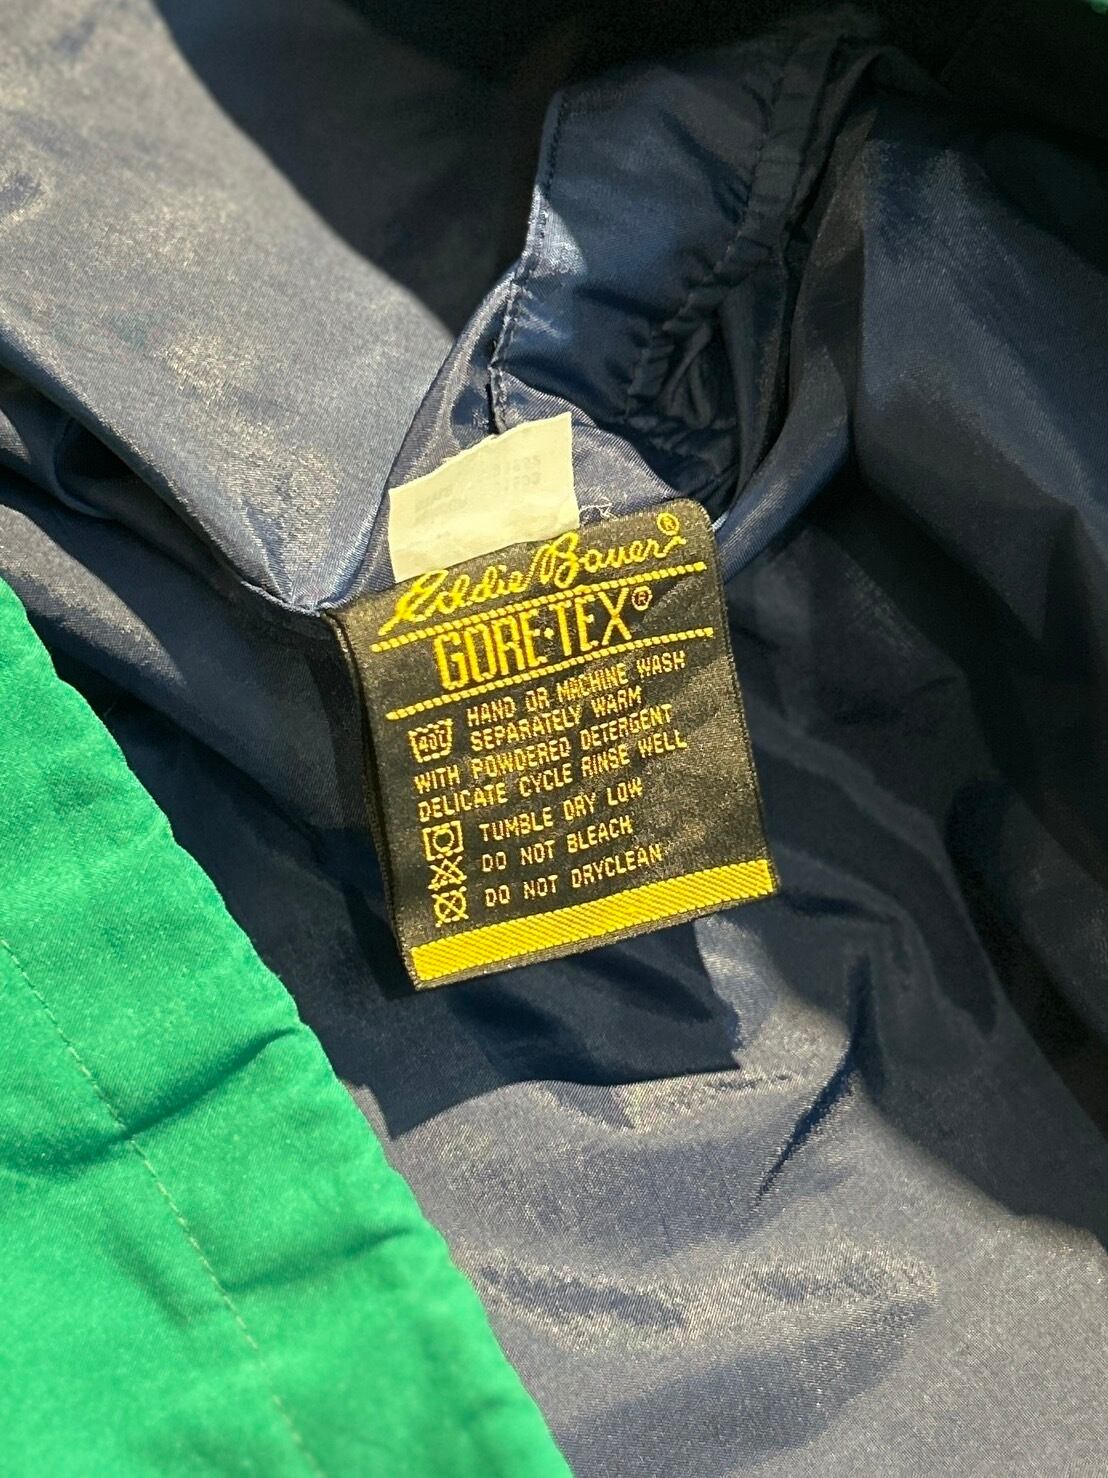 Eddie Bauer®
GORE-TEX®
HAND OR MACHINE WASH
40° SEPARATELY WARM
WITH POWDERED DETERGENT
DELICATE CYCLE RINSE WELL
TUMBLE DRY LOW
DO NOT BLEACH
DO NOT DRYCLEAN